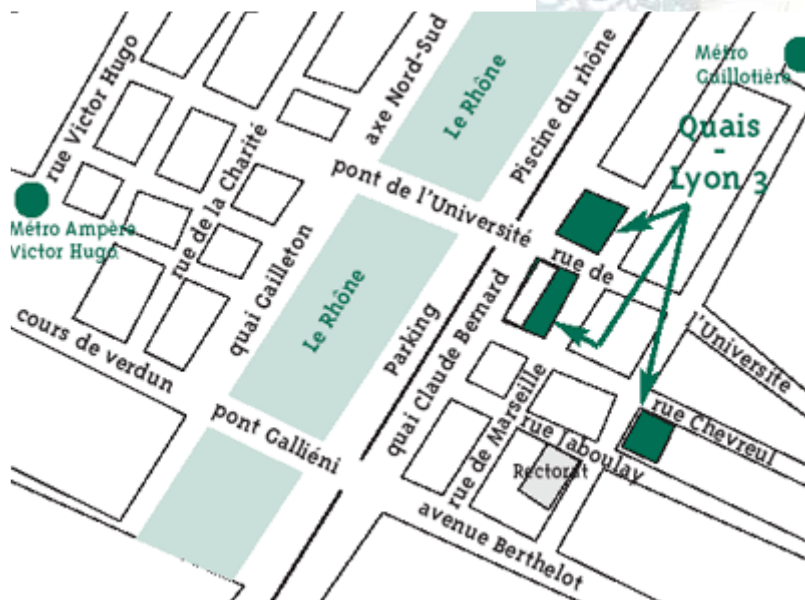 rue Victor Hugo
axe Nord-Sud
Le Rhône
Piscine du rhône
Métro
Guillotière
Quais
-
Lyon 3
rue de la Charité
pont de l'Université
Métro Ampère
Victor Hugo
quai Gailleton
Le Rhône
rue de
l'Université
Parking
quai Claude Bernard
cours de verdun
pont Galliéni
rue de Marseille
rue Jaboulay
rue Chevreul
Rectorat
avenue Berthelot